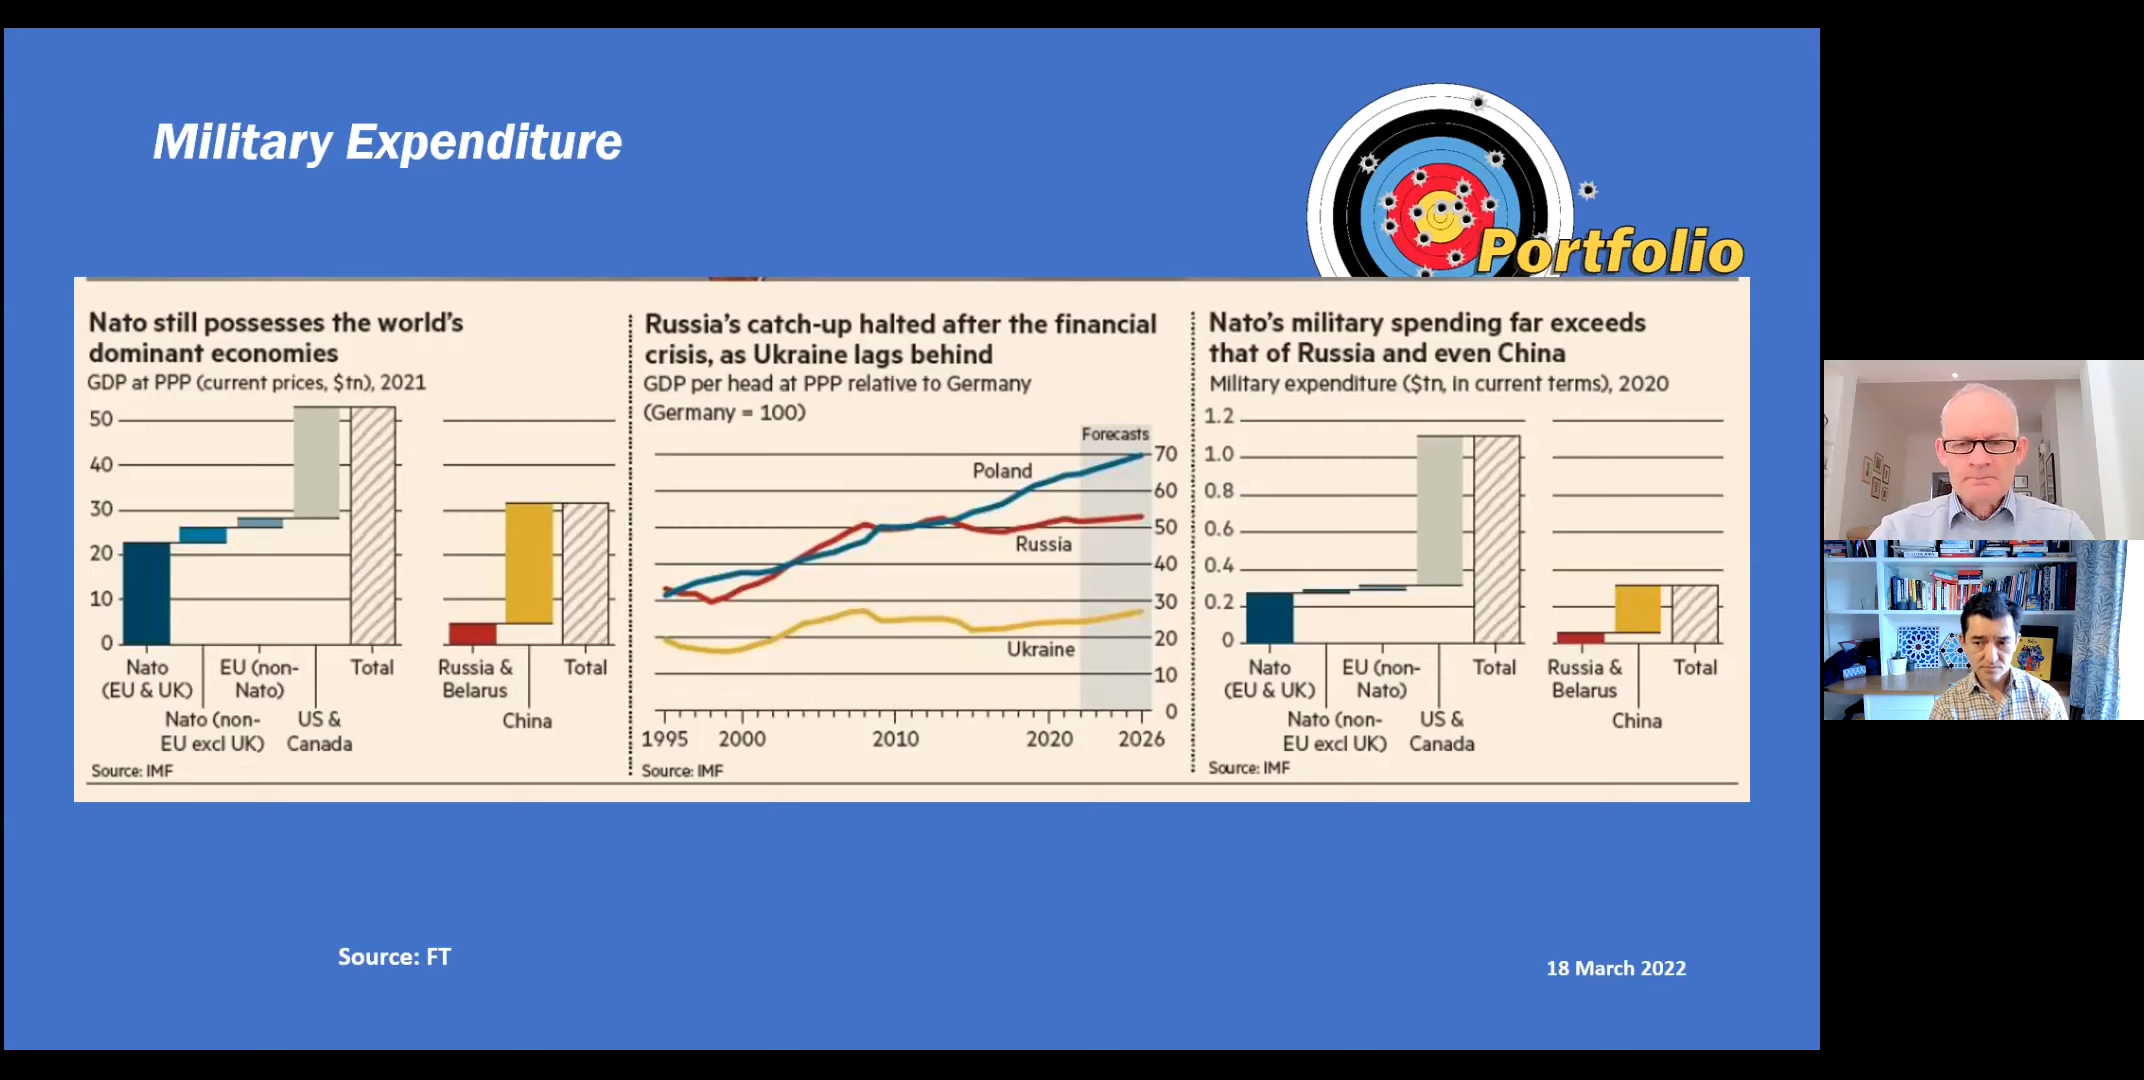 Military Expenditure
Portfolio
Nato still possesses the world's
dominant economies
GDP at PPP (current prices, $tn), 2021
50
40
30
20
10
0
Nato
(EU & UK)
Nato (non-
EU excl UK)
EU (non-
Nato)
US &
Canada
Total
Russia &
Belarus
China
Total
Source: IMF
Russia's catch-up halted after the financial
crisis, as Ukraine lags behind
GDP per head at PPP relative to Germany
(Germany = 100)
Forecasts
Poland
Russia
Ukraine
70
60
50
40
30
20
10
0
1995
2000
2010
2020
2026
Source: IMF
Nato's military spending far exceeds
that of Russia and even China
Military expenditure ($tn, in current terms), 2020
1.2
1.0
0.8
0.6
0.4
0.2
0
Nato
(EU & UK)
Nato (non-
EU excl UK)
EU (non-
Nato)
US &
Canada
Total
Russia &
Belarus
China
Total
Source: IMF
Source: FT
18 March 2022